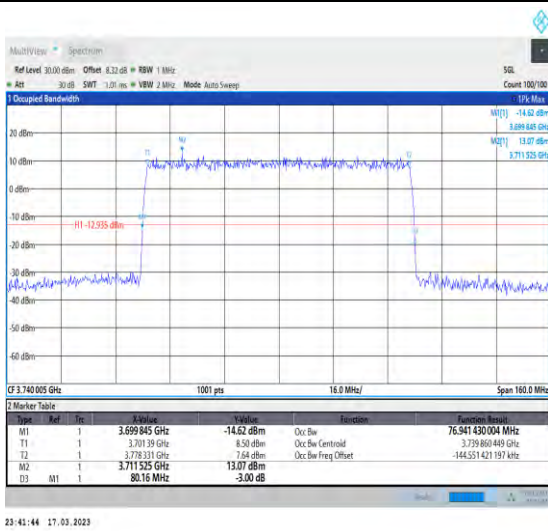 MultiView Spectrum
Ref Level 30.00 dBm Offset 8.32 dB RBW 1 MHz SGL
Att 30 dB SWT 1.01 ms VBW 2 MHz Mode Auto Sweep Count 100/100
1 Occupied Bandwidth 1Pk Max
M1[1] -14.62 dBm
3.699 845 GHz
M2[1] 13.07 dBm
3.711 525 GHz
20 dBm
M2
T1 T2
10 dBm
0 dBm
-10 dBm
H1 -12.935 dBm
-20 dBm
-30 dBm
-40 dBm
-50 dBm
-60 dBm
CF 3.740 005 GHz 1001 pts 16.0 MHz/ Span 160.0 MHz
2 Marker Table
Type Ref Trc X-Value Y-Value Function Function Result
M1 1 3.699 845 GHz -14.62 dBm Occ Bw 76.941 430 004 MHz
T1 1 3.701 39 GHz 8.50 dBm Occ Bw Centroid 3.739 860 449 GHz
T2 1 3.778 331 GHz 7.64 dBm Occ Bw Freq Offset -144.551 421 197 kHz
M2 1 3.711 525 GHz 13.07 dBm
D3 M1 1 80.16 MHz -3.00 dB
23:41:44 17.03.2023